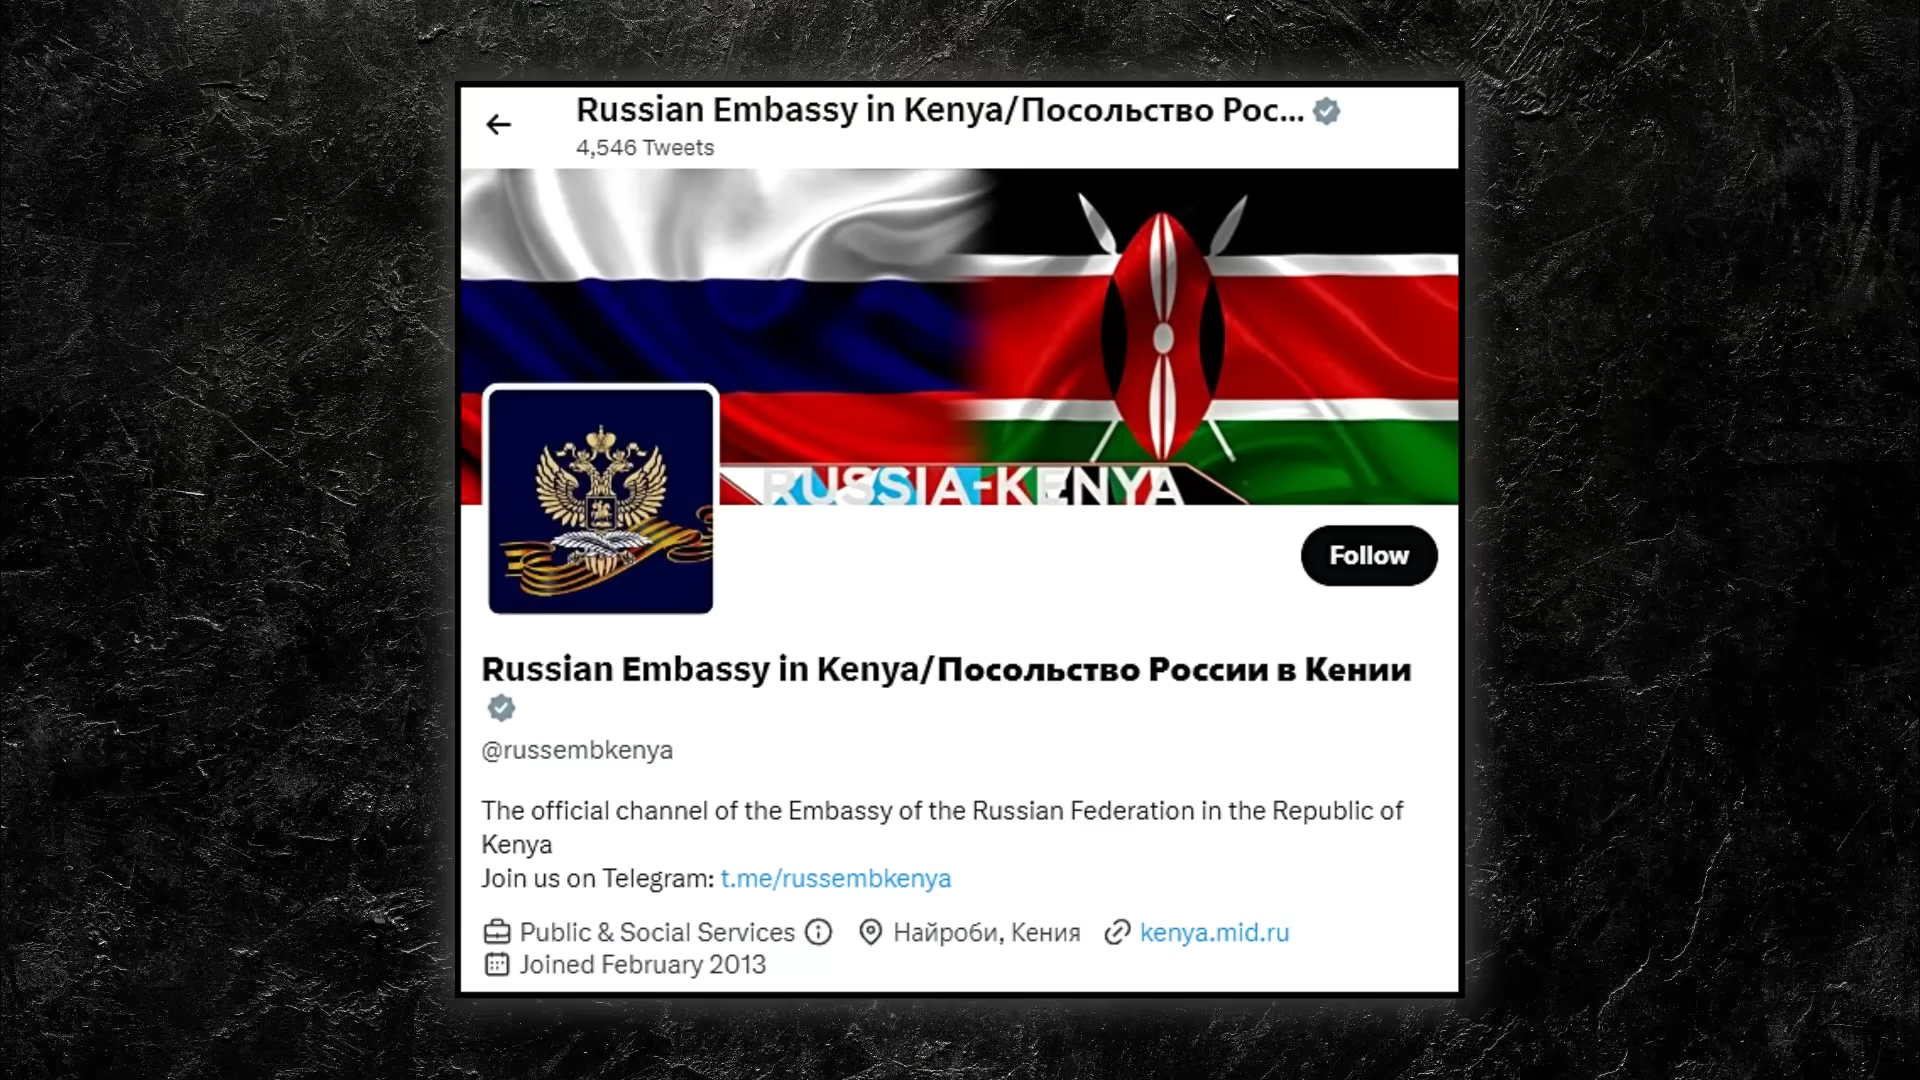 Russian Embassy in Kenya/Посольство Рос...
4,546 Tweets
RUSSIA-KENYA
Follow
Russian Embassy in Kenya/Посольство России в Кении
@russembkenya
The official channel of the Embassy of the Russian Federation in the Republic of
Kenya
Join us on Telegram: t.me/russembkenya
Public & Social Services Найроби, Кения kenya.mid.ru
Joined February 2013